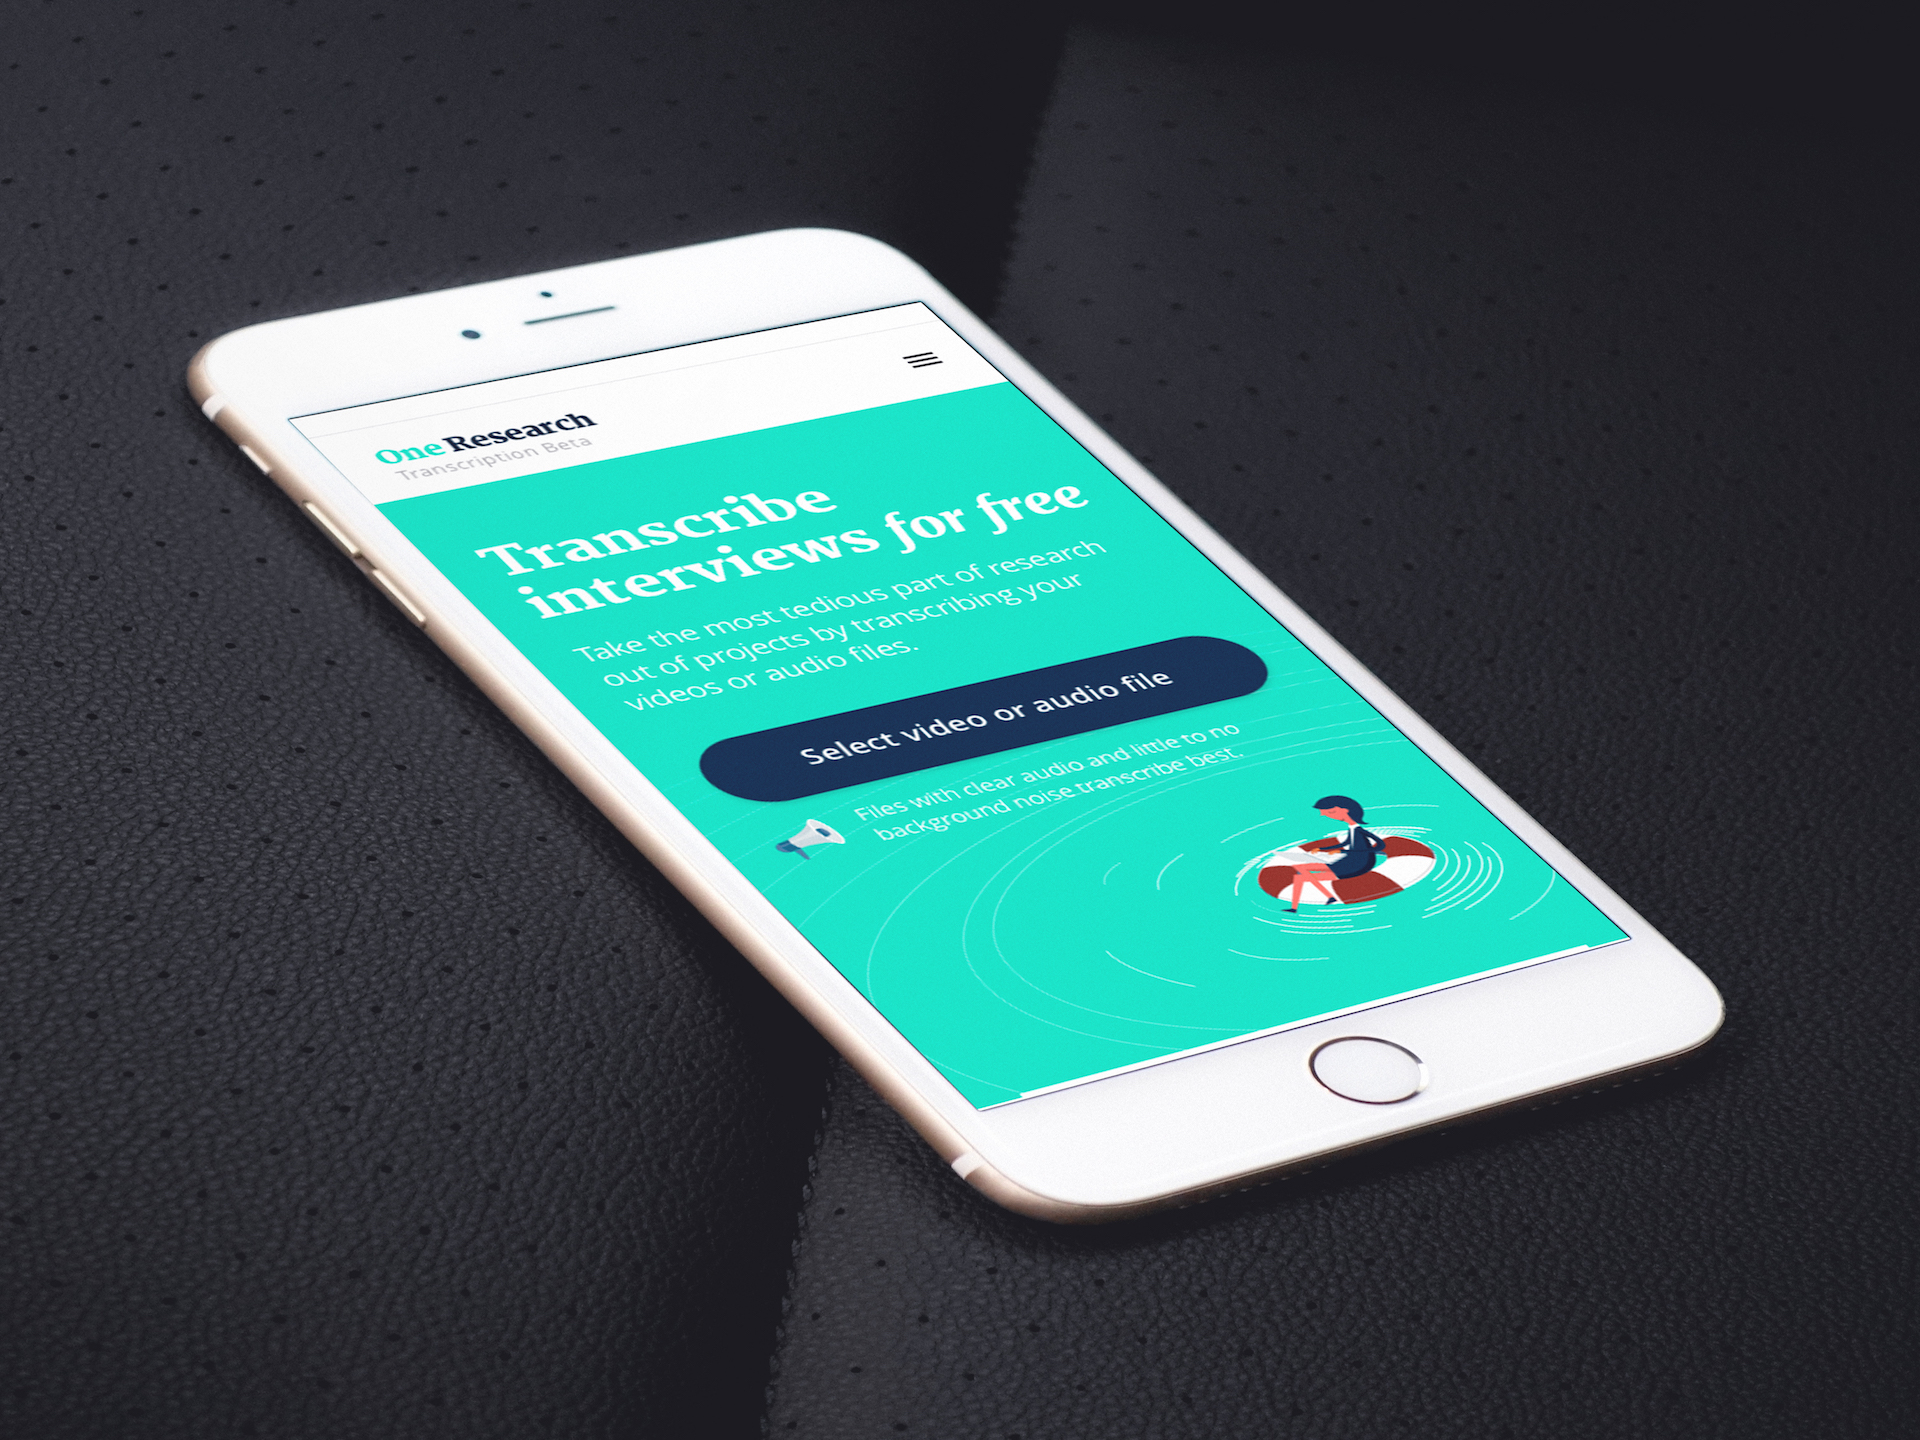 One Research
Transcription Beta
Transcribe
interviews for free
Take the most tedious part of research
out of projects by transcribing your
videos or audio files.
Select video or audio file
Files with clear audio and little to no
background noise transcribe best.